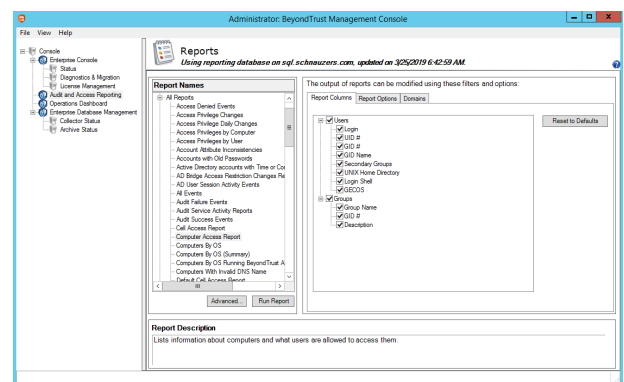 Administrator: BeyondTrust Management Console
File View Help
Console
Enterprise Console
Status
Diagnostics & Migration
License Management
Audit and Access Reporting
Operations Dashboard
Enterprise Database Management
Collector Status
Archive Status
Reports
Using reporting database on sql.schnauzers.com, updated on 3/25/2019 6:42:59 AM.
Report Names
All Reports
Access Denied Events
Access Privilege Changes
Access Privilege Daily Changes
Access Privileges by Computer
Access Privileges by User
Account Attribute Inconsistencies
Accounts with Old Passwords
Active Directory accounts with Time or Co
AD Bridge Access Restriction Changes Re
AD User Session Activity Events
All Events
Audit Failure Events
Audit Service Activity Reports
Audit Success Events
Cell Access Report
Computer Access Report
Computers By OS
Computers By OS (Summary)
Computers By OS Running BeyondTrust A
Computers With Invalid DNS Name
Default Cell Access Report
Advanced... Run Report
The output of reports can be modified using these filters and options:
Report Columns Report Options Domains
Users
Login
UID #
GID #
GID Name
Secondary Groups
UNIX Home Directory
Login Shell
GECOS
Groups
Group Name
GID #
Description
Reset to Defaults
Report Description
Lists information about computers and what users are allowed to access them.